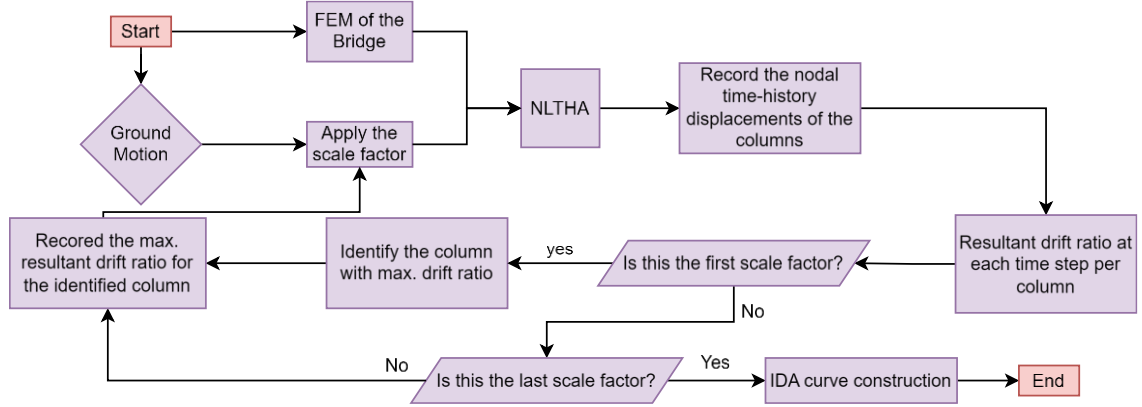 Start
FEM of the
Bridge
Ground
Motion
Apply the
scale factor
NLTHA
Record the nodal
time-history
displacements of the
columns
Resultant drift ratio at
each time step per
column
Is this the first scale factor?
yes
Identify the column
with max. drift ratio
Recored the max.
resultant drift ratio for
the identified column
No
Is this the last scale factor?
No
Yes
IDA curve construction
End